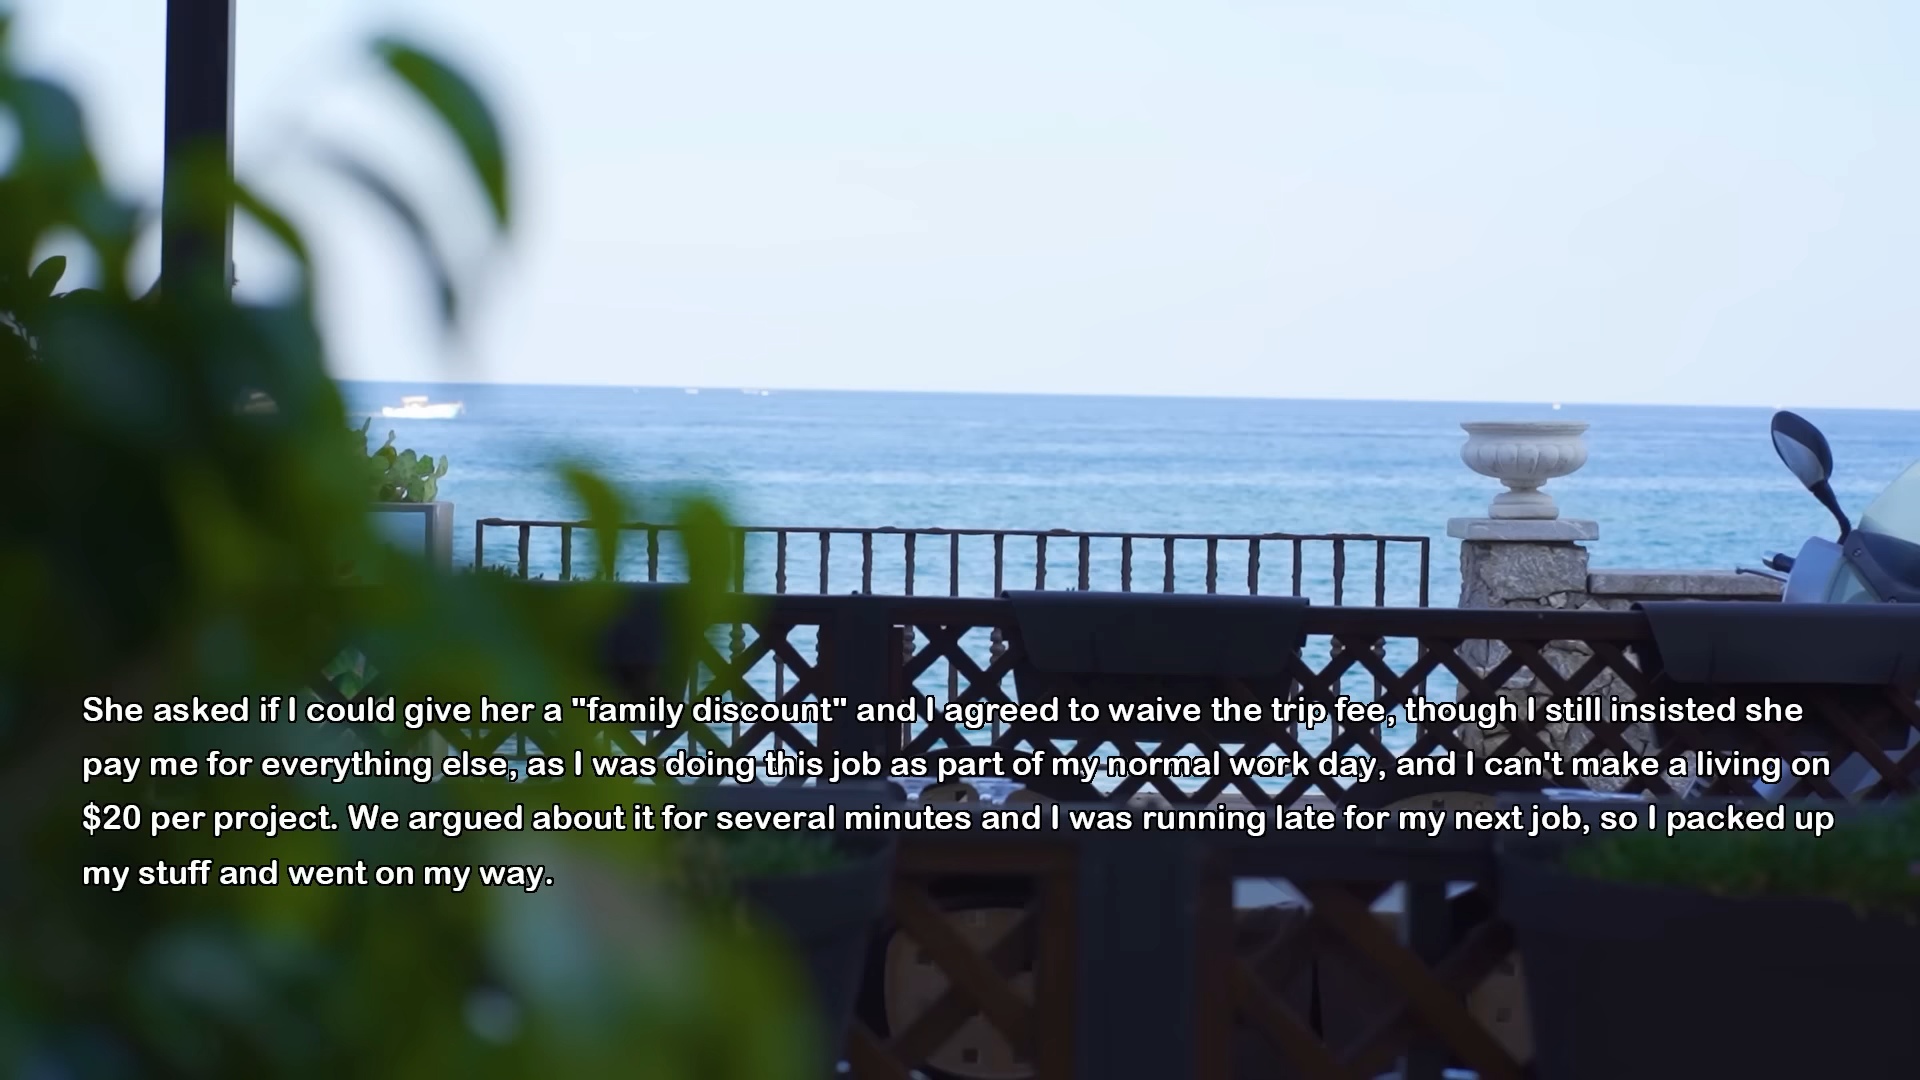 She asked if I could give her a "family discount" and I agreed to waive the trip fee, though I still insisted she
pay me for everything else, as I was doing this job as part of my normal work day, and I can't make a living on
$20 per project. We argued about it for several minutes and I was running late for my next job, so I packed up
my stuff and went on my way.